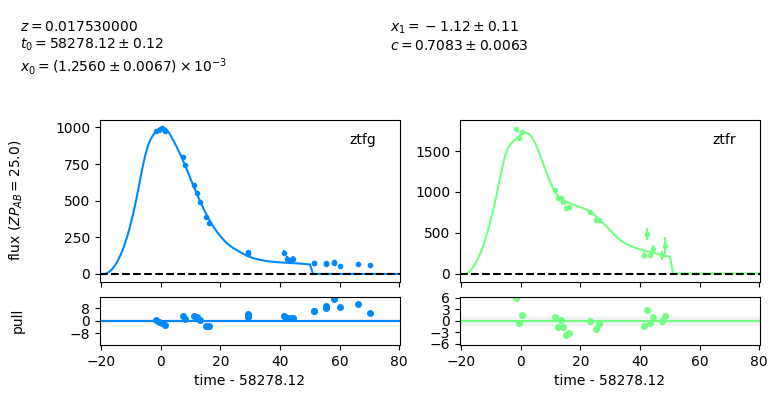 z = 0.017530000
t₀ = 58278.12 ± 0.12
x₀ = (1.2560 ± 0.0067) × 10⁻³
x₁ = −1.12 ± 0.11
c = 0.7083 ± 0.0063
flux (ZP_AB = 25.0)
1000
750
500
250
0
ztfg
1500
1000
500
0
ztfr
pull
8
0
−8
−20
0
20
40
60
80
time - 58278.12
6
3
0
−3
−6
−20
0
20
40
60
80
time - 58278.12